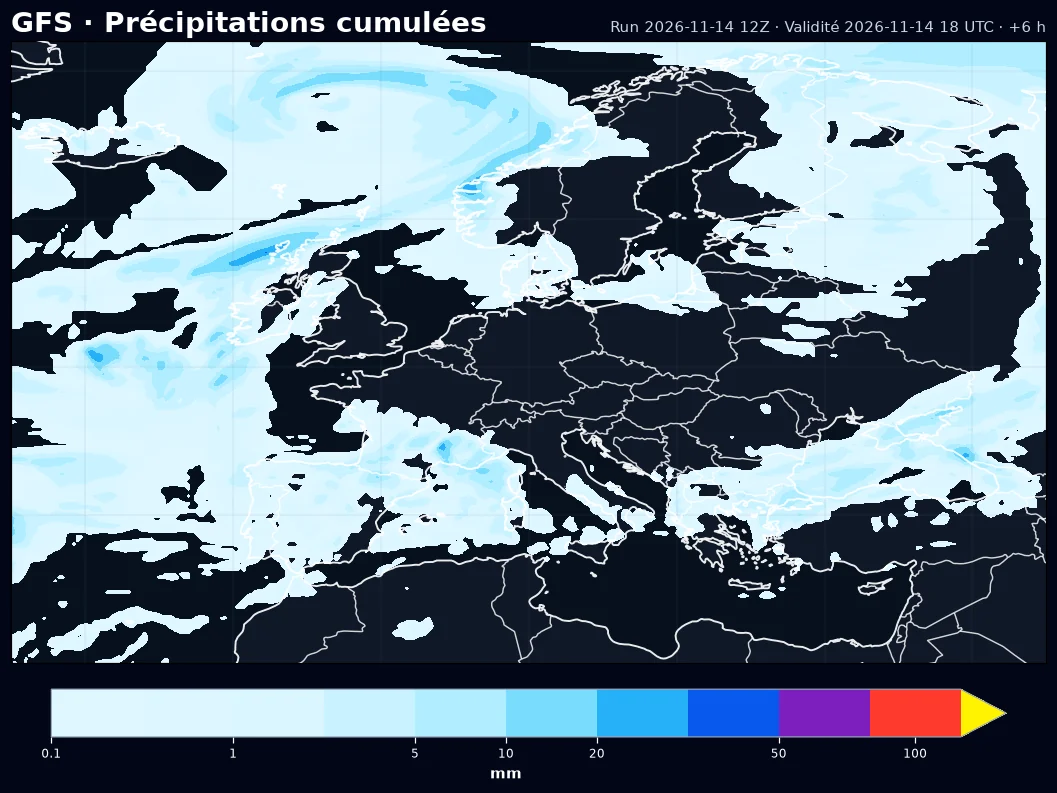 GFS · Précipitations cumulées
Run 2026-11-14 12Z · Validité 2026-11-14 18 UTC · +6 h
0.1 1 5 10 20 50 100
mm